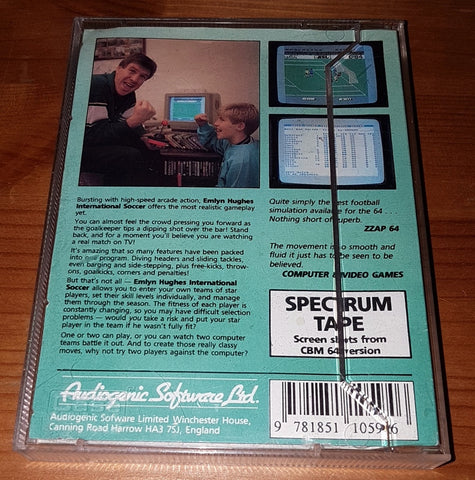 Bursting with high-speed arcade action, Emlyn Hughes
International Soccer offers the most realistic gameplay
yet.
You can almost feel the crowd pressing you forward as
the goalkeeper tips a dipping shot over the bar! Stand
back, and for a moment you'll believe you are watching
a real match on TV!
It's amazing that so many features have been packed
into one program. Diving headers and sliding tackles,
even barging and side-stepping, plus free-kicks, throw-
ons, goalkicks, corners and penalties!
But that's not all — Emlyn Hughes International
Soccer allows you to enter your own teams of star
players, set their skill levels individually, and manage
them through the season. The fitness of each player is
constantly changing, so you may have difficult selection
problems — would you take a risk and put your star
player in the team if he wasn't fully fit?
One or two can play, or you can watch two computer
teams battle it out. And to create those really classy
moves, why not try two players against the computer?
Quite simply the best football
simulation available for the 64 . .
Nothing short of superb.
ZZAP 64
The movement is so smooth and
fluid it just has to be seen to be
believed.
COMPUTER & VIDEO GAMES
SPECTRUM
TAPE
Screen shots from
CBM 64 version
Audiogenic Software Ltd.
Audiogenic Sofware Limited Winchester House,
Canning Road Harrow HA3 7SJ, England
9 781851 110596